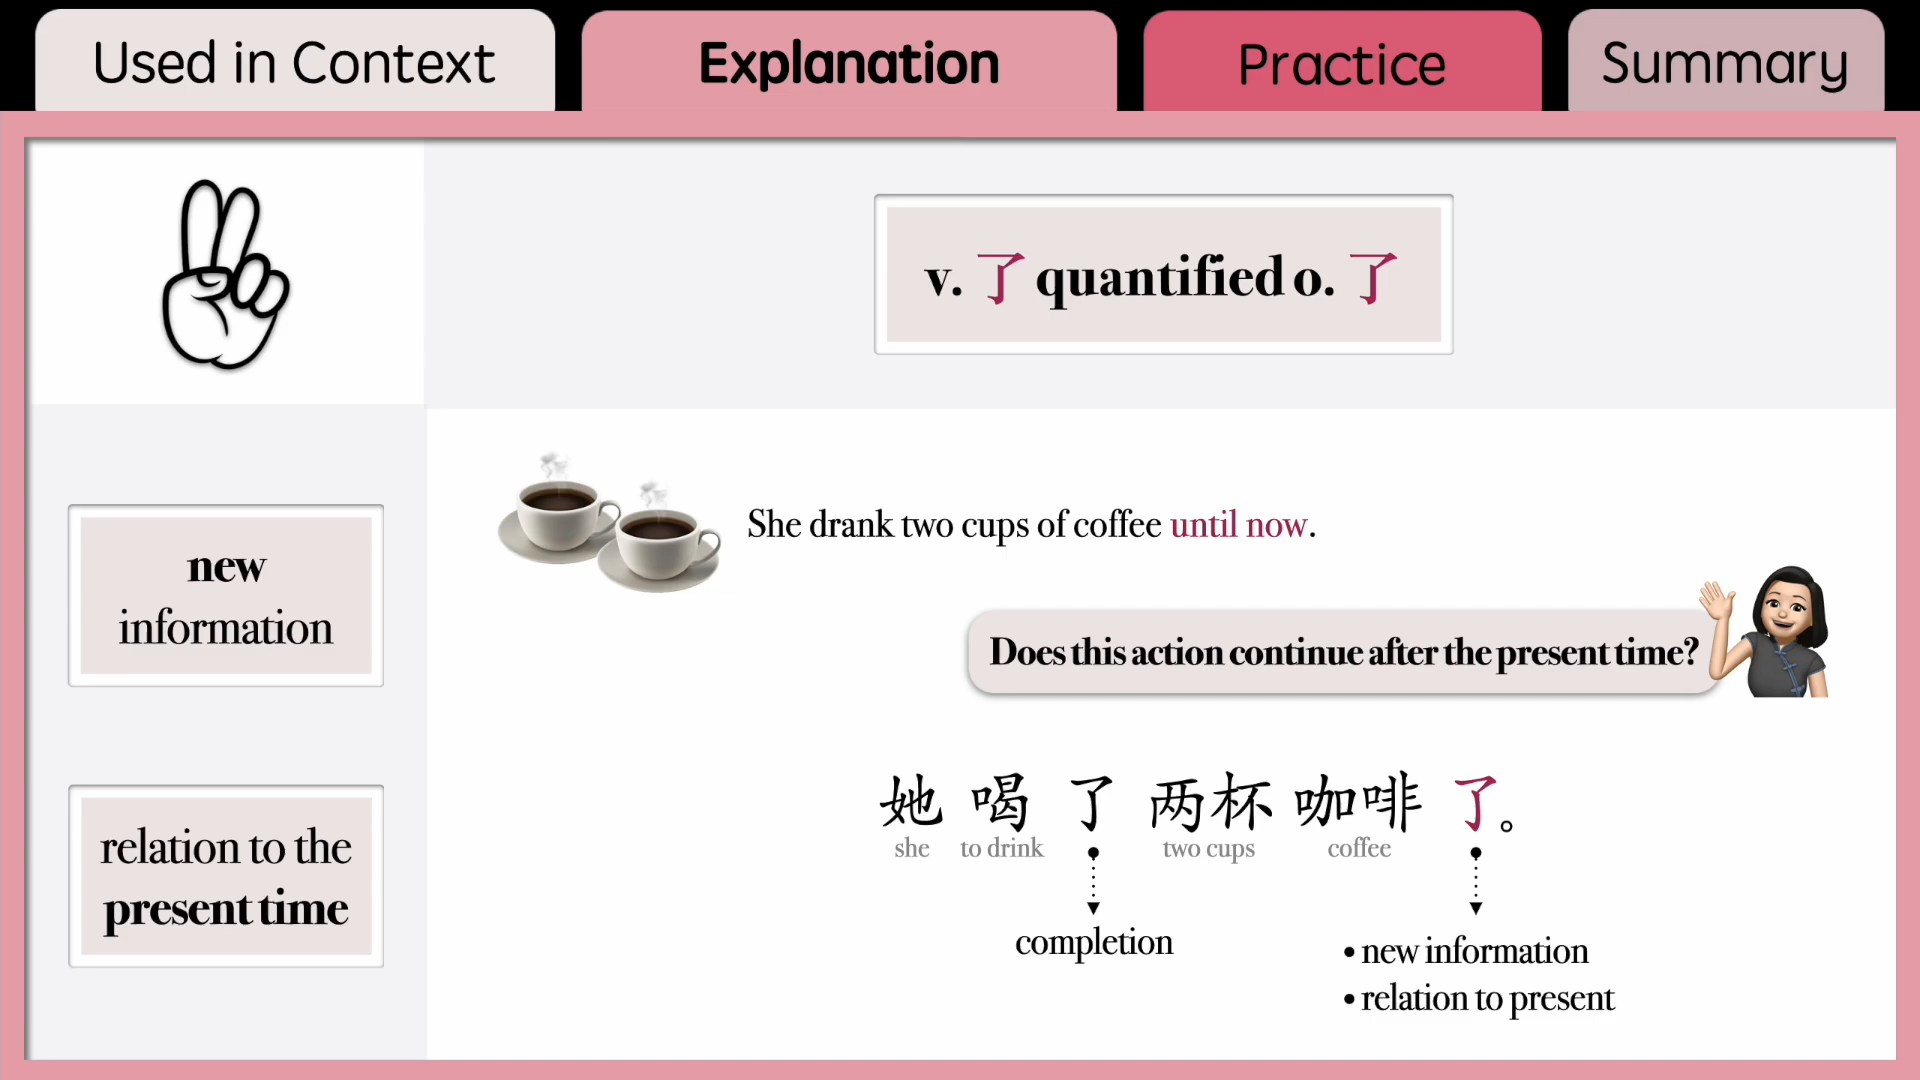 Used in Context
Explanation
Practice
Summary
v. 了 quantified o. 了
new
information
relation to the
present time
She drank two cups of coffee until now.
Does this action continue after the present time?
她 喝 了 两杯 咖啡 了。
she to drink two cups coffee
completion
• new information
• relation to present